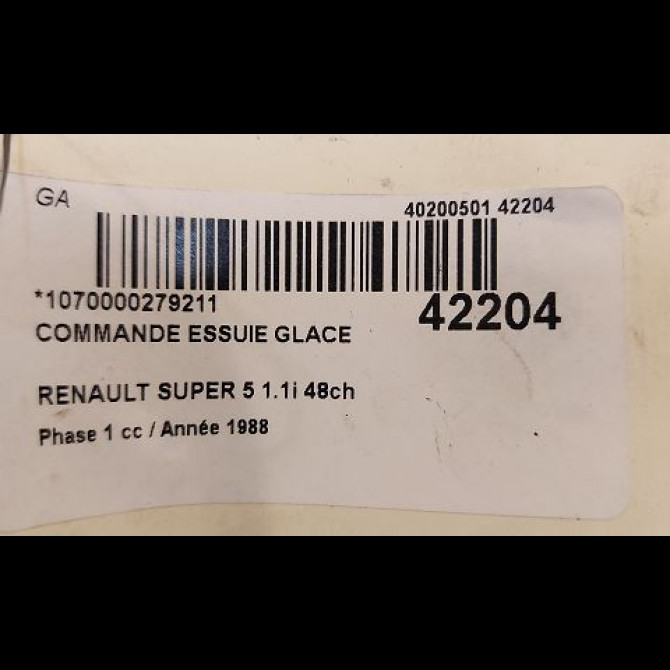 GA
40200501 42204
*1070000279211
42204
COMMANDE ESSUIE GLACE
RENAULT SUPER 5 1.1i 48ch
Phase 1 cc / Année 1988